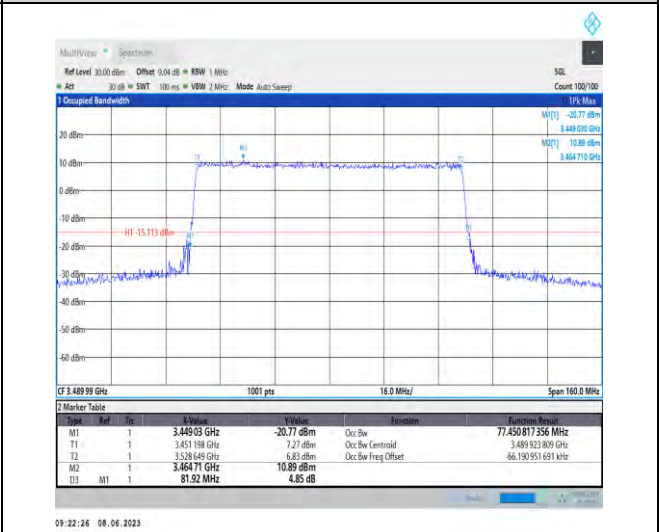 MultiView Spectrum
Ref Level 30.00 dBm Offset 9.04 dB RBW 1 MHz SGL
Att 30 dB SWT 100 ms VBW 2 MHz Mode Auto Sweep Count 100/100
1 Occupied Bandwidth 1Pk Max
M1[1] -20.77 dBm
3.449 030 GHz
20 dBm M2[1] 10.89 dBm
3.464 710 GHz
M2
T1 T2
10 dBm
0 dBm
-10 dBm
H1 -15.113 dBm
M1
-20 dBm
-30 dBm
-40 dBm
-50 dBm
-60 dBm
CF 3.489 99 GHz 1001 pts 16.0 MHz/ Span 160.0 MHz
2 Marker Table
Type Ref Trc X-Value Y-Value Function Function Result
M1 1 3.449 03 GHz -20.77 dBm Occ Bw 77.450 817 356 MHz
T1 1 3.451 198 GHz 7.27 dBm Occ Bw Centroid 3.489 923 809 GHz
T2 1 3.528 649 GHz 6.83 dBm Occ Bw Freq Offset -66.190 951 691 kHz
M2 1 3.464 71 GHz 10.89 dBm
D3 M1 1 81.92 MHz 4.85 dB
09:22:26 08.06.2023